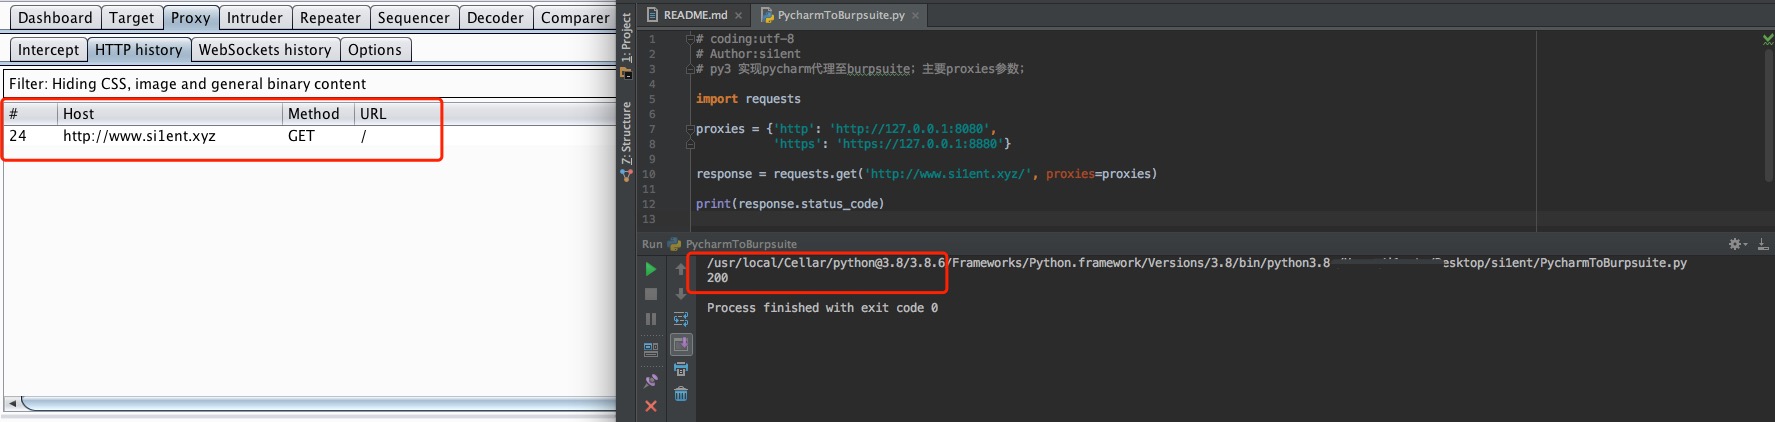 Dashboard Target Proxy Intruder Repeater Sequencer Decoder Comparer
Intercept HTTP history WebSockets history Options
Filter: Hiding CSS, image and general binary content
# Host Method URL
24 http://www.si1ent.xyz GET /
README.md PycharmToBurpsuite.py
1: Project
Z: Structure
1 # coding:utf-8
2 # Author:si1ent
3 # py3 实现pycharm代理至burpsuite；主要proxies参数；
4
5 import requests
6
7 proxies = {'http': 'http://127.0.0.1:8080',
8 'https': 'https://127.0.0.1:8880'}
9
10 response = requests.get('http://www.si1ent.xyz/', proxies=proxies)
11
12 print(response.status_code)
13
Run PycharmToBurpsuite
/usr/local/Cellar/python@3.8/3.8.6/Frameworks/Python.framework/Versions/3.8/bin/python3.8 /Desktop/si1ent/PycharmToBurpsuite.py
200
Process finished with exit code 0